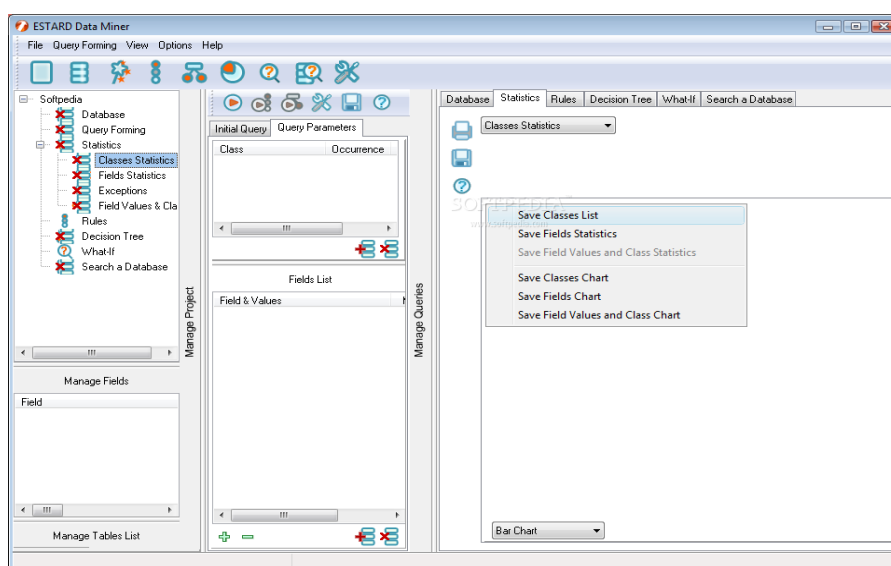 ESTARD Data Miner
File Query Forming View Options Help
Softpedia
Database
Query Forming
Statistics
Classes Statistics
Fields Statistics
Exceptions
Field Values & Cla
Rules
Decision Tree
What-If
Search a Database
Manage Project
Manage Fields
Field
Manage Tables List
Initial Query Query Parameters
Class Occurrence
Fields List
Field & Values
Manage Queries
Database Statistics Rules Decision Tree What-If Search a Database
Classes Statistics
SOFTPEDIA
www.softpedia.com
Save Classes List
Save Fields Statistics
Save Field Values and Class Statistics
Save Classes Chart
Save Fields Chart
Save Field Values and Class Chart
Bar Chart